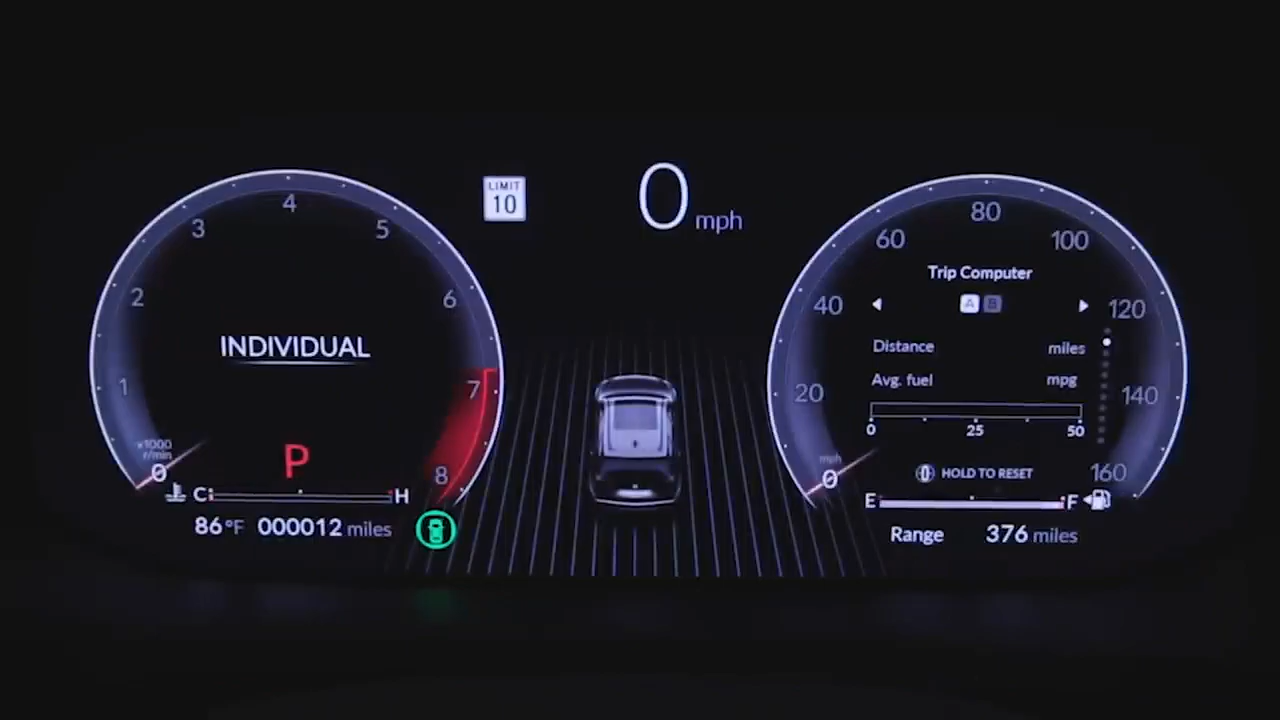 LIMIT
10
0 mph
0
1
2
3
4
5
6
7
8
x1000
r/min
INDIVIDUAL
P
C H
86°F 000012 miles
0
20
40
60
80
100
120
140
160
mph
Trip Computer
A B
Distance miles
Avg. fuel mpg
0 25 50
HOLD TO RESET
E F
Range 376 miles